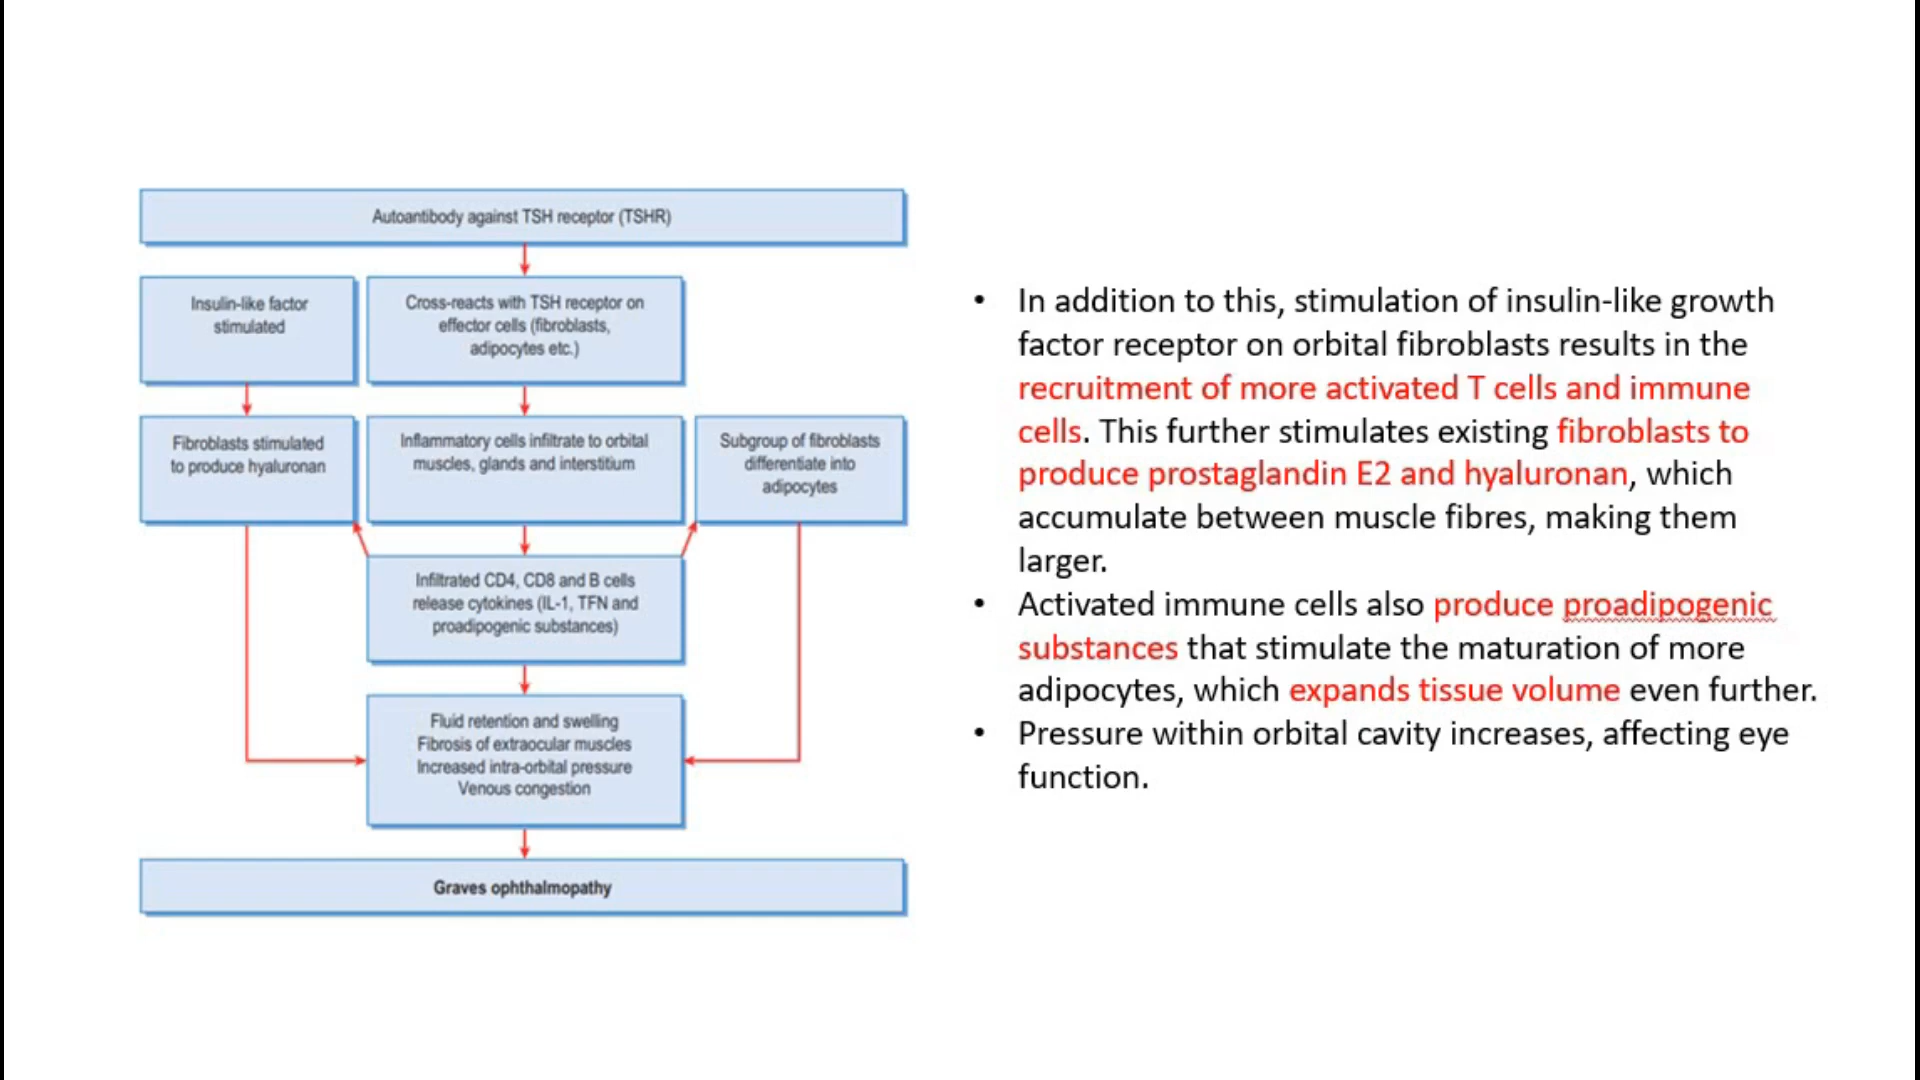 Autoantibody against TSH receptor (TSHR)
Insulin-like factor
stimulated
Cross-reacts with TSH receptor on
effector cells (fibroblasts,
adipocytes etc.)
Fibroblasts stimulated
to produce hyaluronan
Inflammatory cells infiltrate to orbital
muscles, glands and interstitium
Subgroup of fibroblasts
differentiate into
adipocytes
Infiltrated CD4, CD8 and B cells
release cytokines (IL-1, TFN and
proadipogenic substances)
Fluid retention and swelling
Fibrosis of extraocular muscles
Increased intra-orbital pressure
Venous congestion
Graves ophthalmopathy
• In addition to this, stimulation of insulin-like growth
factor receptor on orbital fibroblasts results in the
recruitment of more activated T cells and immune
cells. This further stimulates existing fibroblasts to
produce prostaglandin E2 and hyaluronan, which
accumulate between muscle fibres, making them
larger.
• Activated immune cells also produce proadipogenic
substances that stimulate the maturation of more
adipocytes, which expands tissue volume even further.
• Pressure within orbital cavity increases, affecting eye
function.